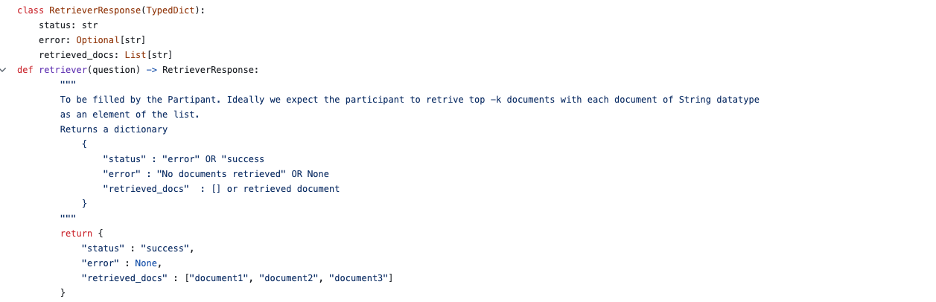 class RetrieverResponse(TypedDict):
    status: str
    error: Optional[str]
    retrieved_docs: List[str]
def retriever(question) -> RetrieverResponse:
        """
        To be filled by the Partipant. Ideally we expect the participant to retrive top -k documents with each document of String datatype
        as an element of the list.
        Returns a dictionary
            {
                "status" : "error" OR "success
                "error" : "No documents retrieved" OR None
                "retrieved_docs"  : [] or retrieved document
            }
        """
        return {
            "status" : "success",
            "error" : None,
            "retrieved_docs" : ["document1", "document2", "document3"]
        }